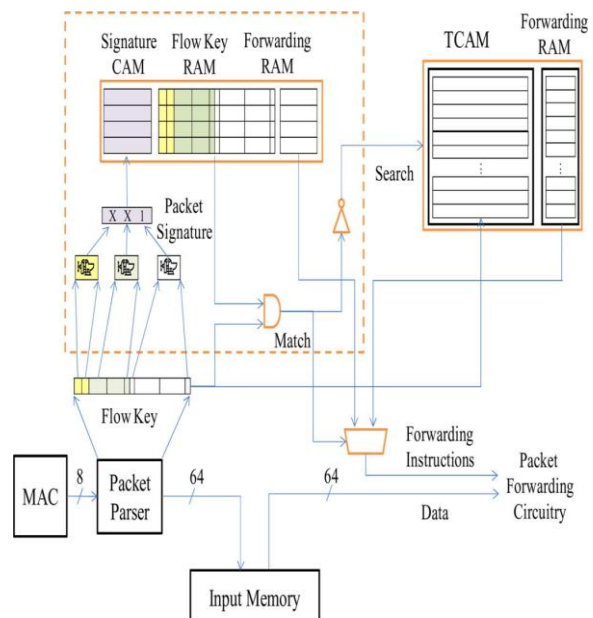 Signature
CAM
Flow Key
RAM
Forwarding
RAM
TCAM
Forwarding
RAM
Search
X X 1
Packet
Signature
Match
Flow Key
MAC
8
Packet
Parser
64
64
Forwarding
Instructions
Packet
Forwarding
Circuitry
Data
Input Memory